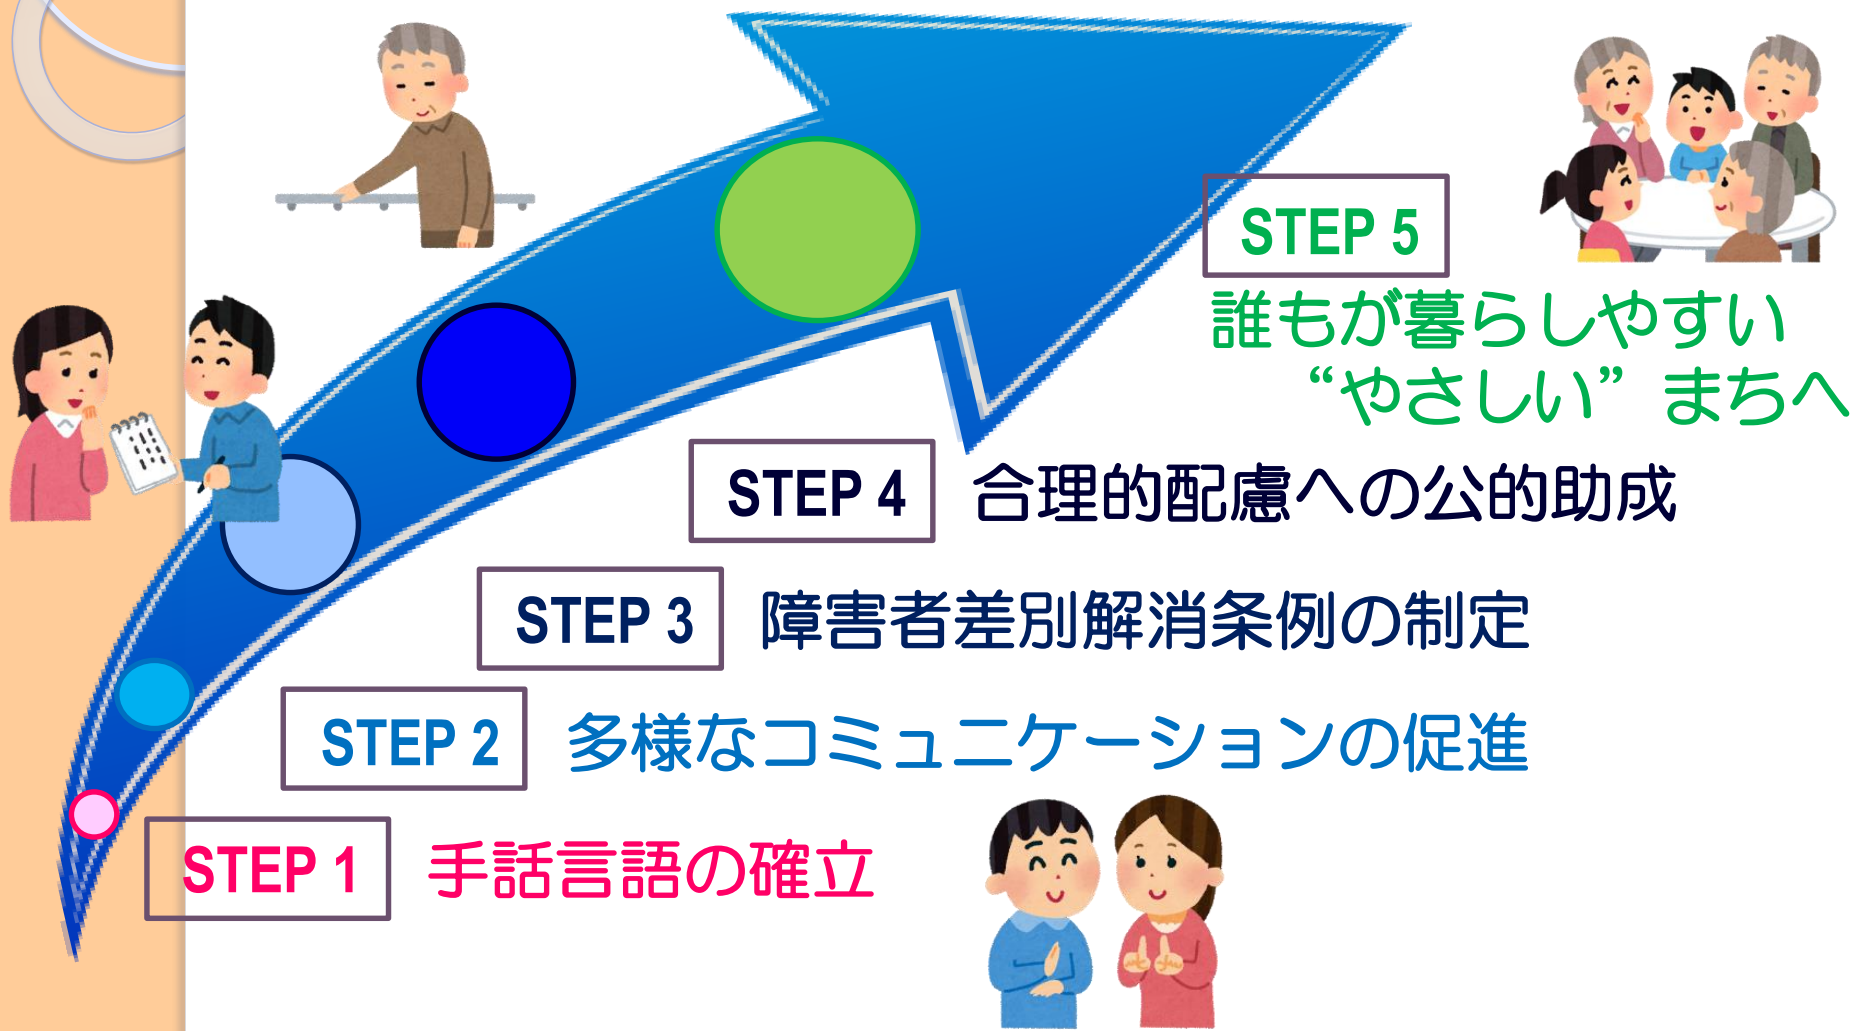 STEP 5
誰もが暮らしやすい
“やさしい”まちへ
STEP 4 合理的配慮への公的助成
STEP 3 障害者差別解消条例の制定
STEP 2 多様なコミュニケーションの促進
STEP 1 手話言語の確立